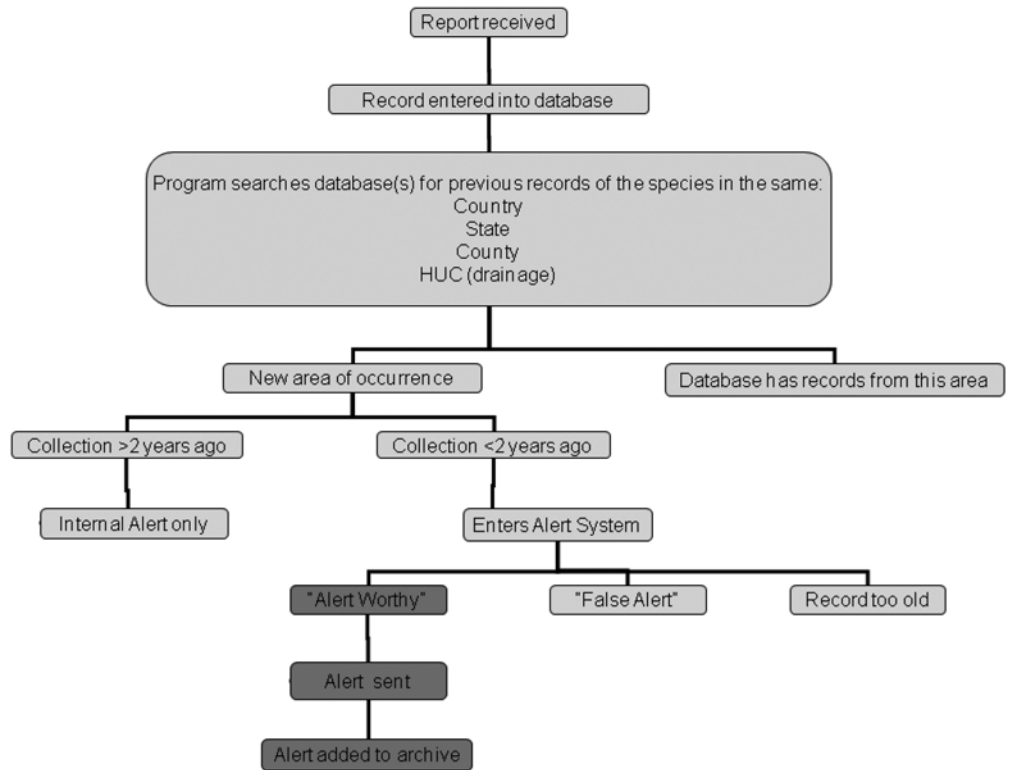 Report received
Record entered into database
Program searches database(s) for previous records of the species in the same:
Country
State
County
HUC (drainage)
New area of occurrence
Database has records from this area
Collection >2 years ago
Collection <2 years ago
Internal Alert only
Enters Alert System
"Alert Worthy"
"False Alert"
Record too old
Alert sent
Alert added to archive